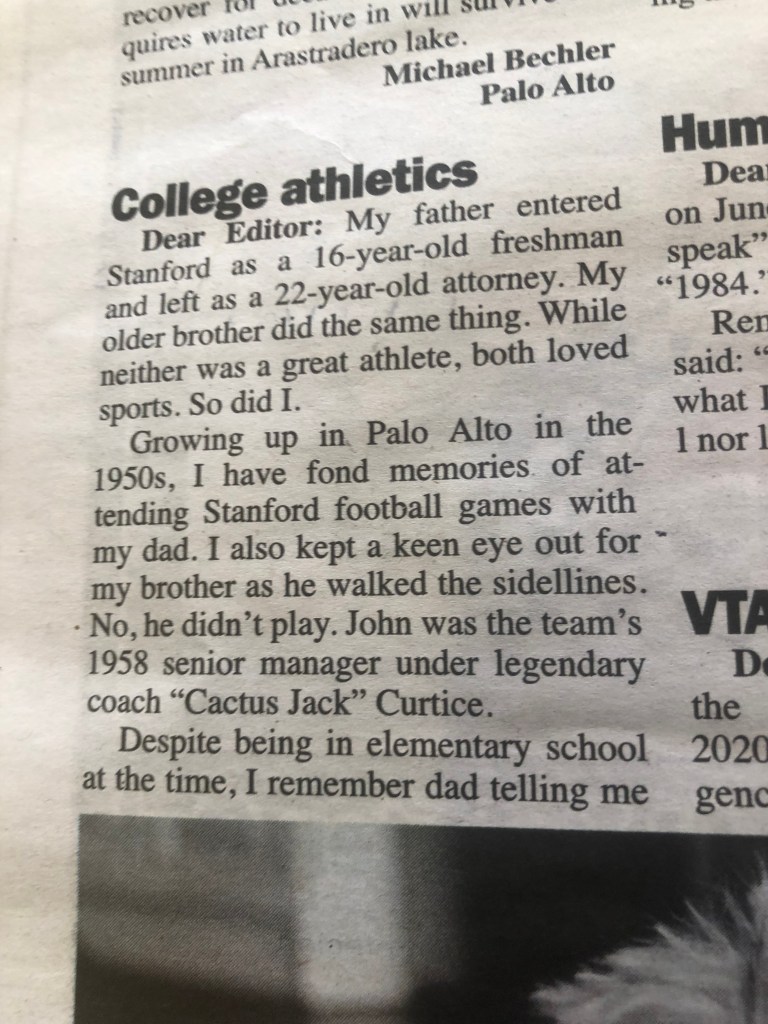 recover for
quires water to live in will
summer in Arastradero lake.
Michael Bechler
Palo Alto
College athletics
Dear Editor: My father entered
Stanford as a 16-year-old freshman
and left as a 22-year-old attorney. My
older brother did the same thing. While
neither was a great athlete, both loved
sports. So did I.
Growing up in Palo Alto in the
1950s, I have fond memories of at-
tending Stanford football games with
my dad. I also kept a keen eye out for
my brother as he walked the sidellines.
No, he didn't play. John was the team's
1958 senior manager under legendary
coach “Cactus Jack” Curtice.
Despite being in elementary school
at the time, I remember dad telling me
Hum
Dea
on Jun
speak”
“1984.”
Ren
said: “
what I
1 nor 1
VTA
De
the
2020
genc